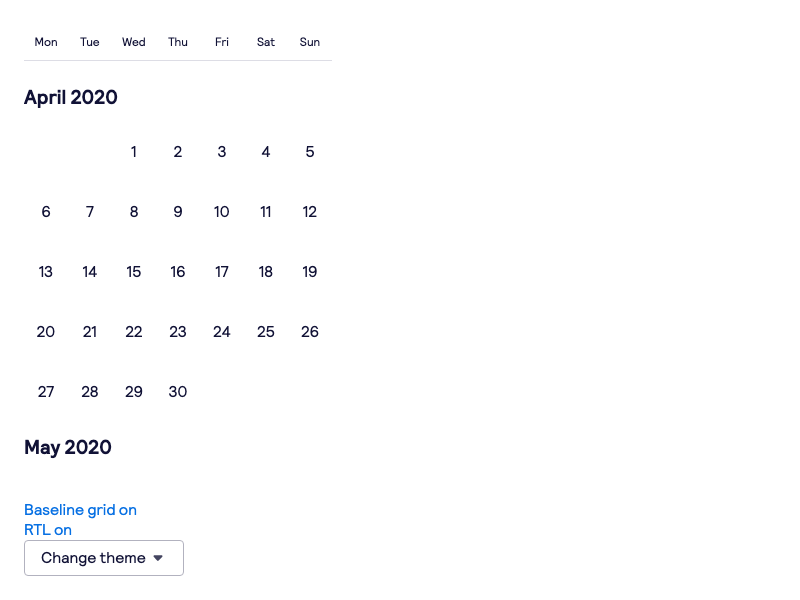 Mon Tue Wed Thu Fri Sat Sun
April 2020
1 2 3 4 5
6 7 8 9 10 11 12
13 14 15 16 17 18 19
20 21 22 23 24 25 26
27 28 29 30
May 2020
Baseline grid on
RTL on
Change theme